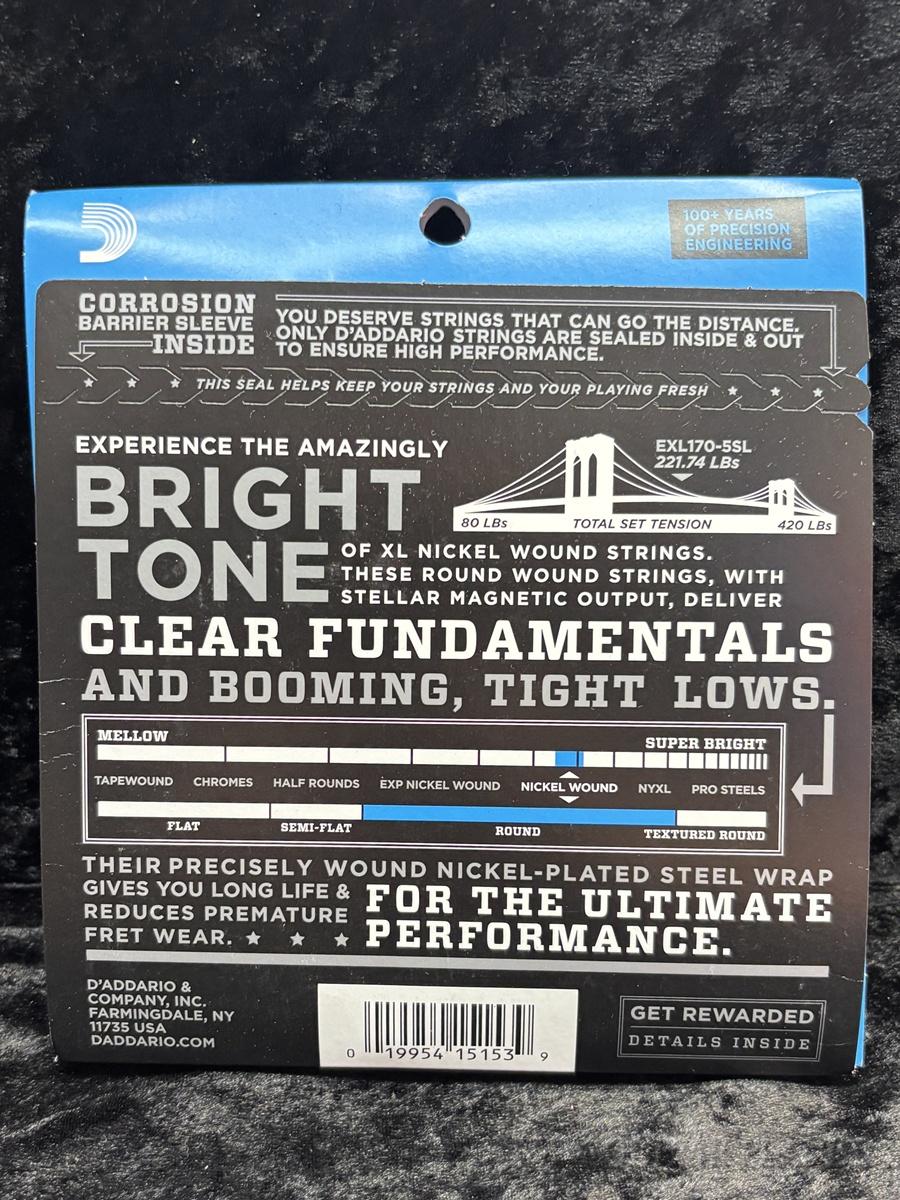 100+ YEARS
OF PRECISION
ENGINEERING
CORROSION
BARRIER SLEEVE
INSIDE
YOU DESERVE STRINGS THAT CAN GO THE DISTANCE.
ONLY D'ADDARIO STRINGS ARE SEALED INSIDE & OUT
TO ENSURE HIGH PERFORMANCE.
THIS SEAL HELPS KEEP YOUR STRINGS AND YOUR PLAYING FRESH
EXPERIENCE THE AMAZINGLY
BRIGHT
TONE
EXL170-5SL
221.74 LBs
80 LBs TOTAL SET TENSION 420 LBs
OF XL NICKEL WOUND STRINGS.
THESE ROUND WOUND STRINGS, WITH
STELLAR MAGNETIC OUTPUT, DELIVER
CLEAR FUNDAMENTALS
AND BOOMING, TIGHT LOWS.
MELLOW SUPER BRIGHT
TAPEWOUND CHROMES HALF ROUNDS EXP NICKEL WOUND NICKEL WOUND NYXL PRO STEELS
FLAT SEMI-FLAT ROUND TEXTURED ROUND
THEIR PRECISELY WOUND NICKEL-PLATED STEEL WRAP
GIVES YOU LONG LIFE &
REDUCES PREMATURE
FRET WEAR.
FOR THE ULTIMATE
PERFORMANCE.
D'ADDARIO &
COMPANY, INC.
FARMINGDALE, NY
11735 USA
DADDARIO.COM
0 19954 15153 9
GET REWARDED
DETAILS INSIDE